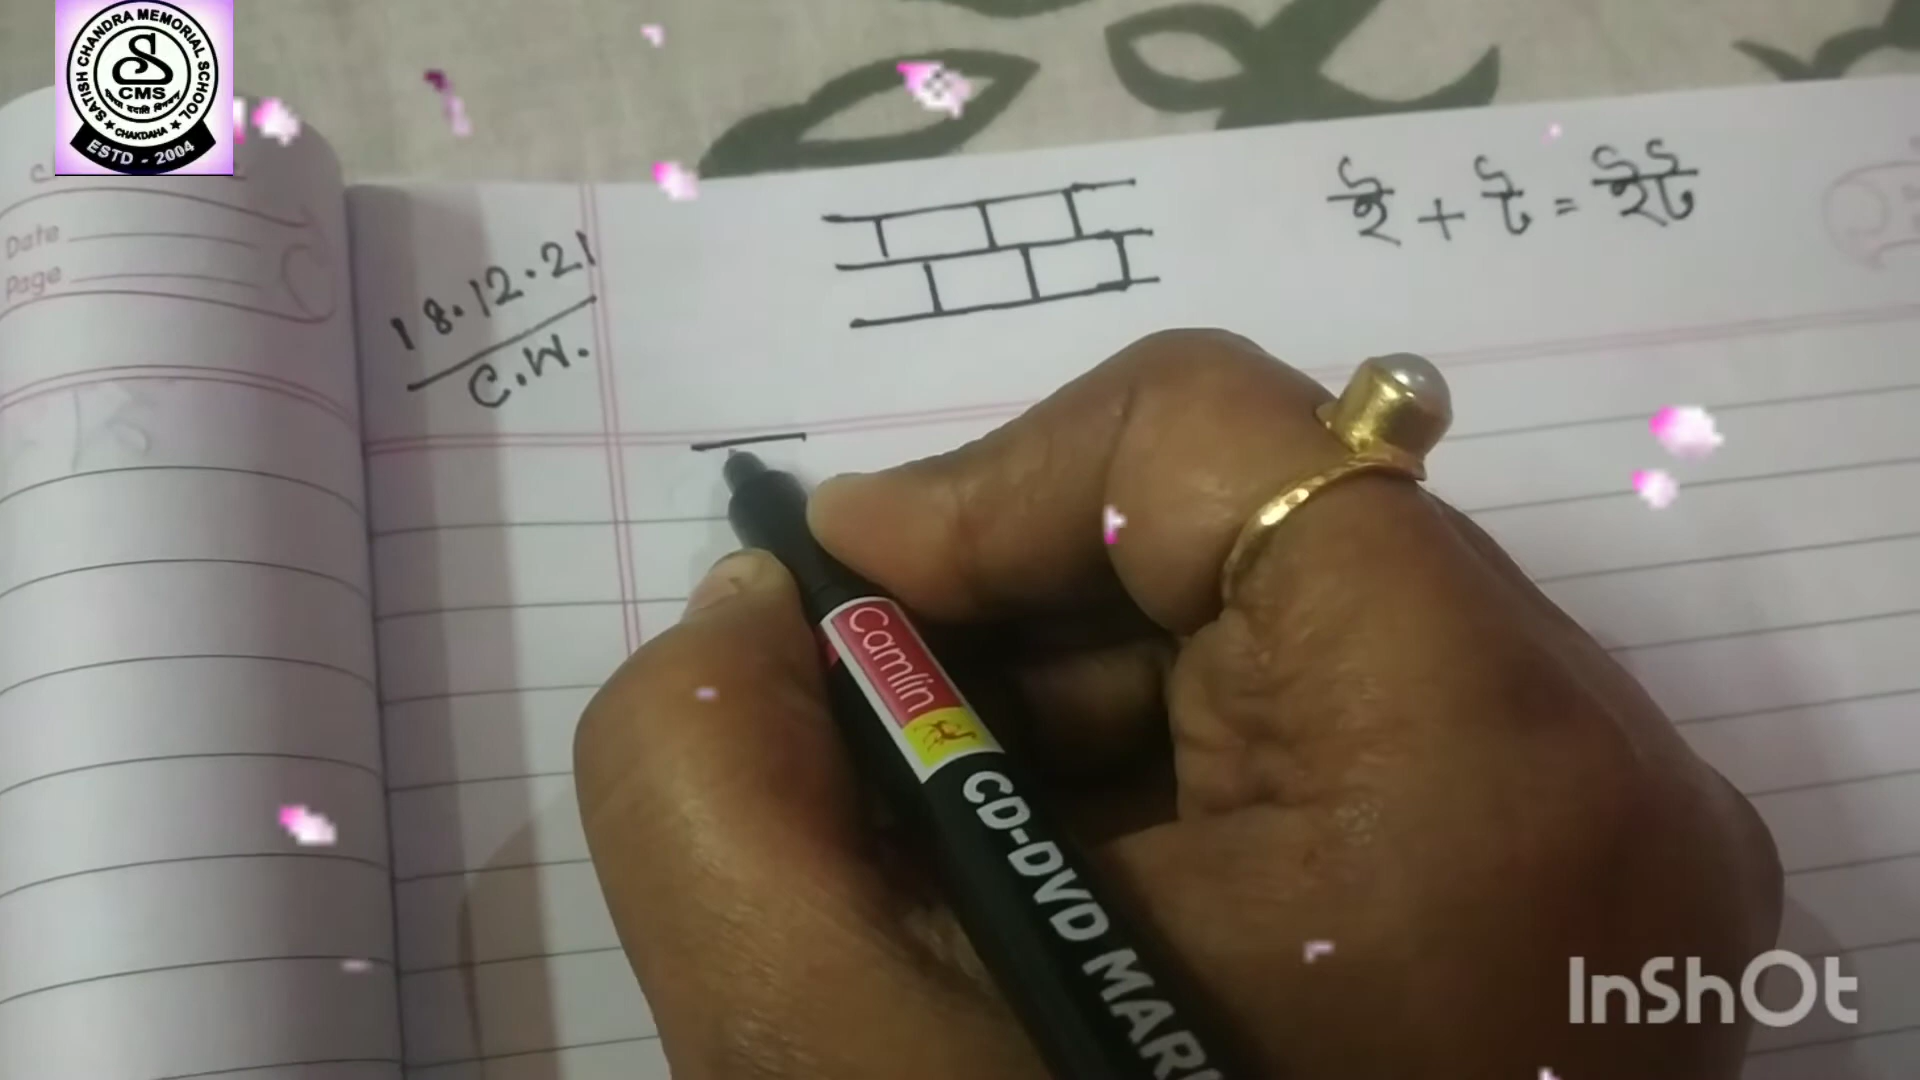 SATISH CHANDRA MEMORIAL SCHOOL
CMS
★ CHAKDAHA ★
ESTD - 2004
Date
Page
18.12.21
C.W.
ই + ট = ইট
Camlin
CD-DVD MAR
InShOt